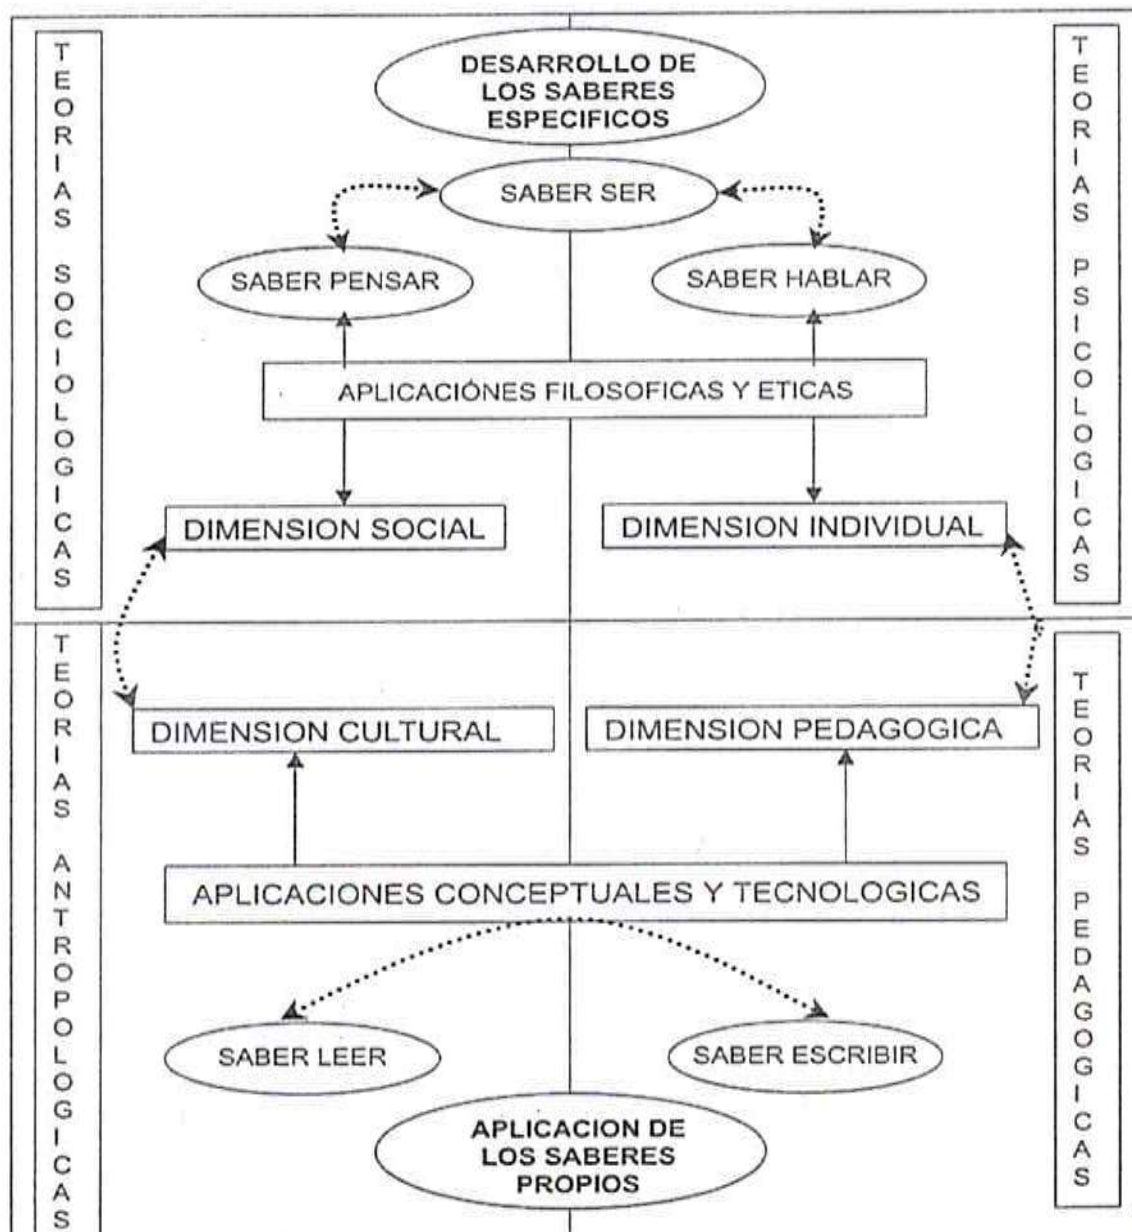 TEORIAS SOCIOLOGICAS
DESARROLLO DE
LOS SABERES
ESPECIFICOS
TEORIAS PSICOLOGICAS
SABER SER
SABER PENSAR
SABER HABLAR
APLICACIÓNES FILOSOFICAS Y ETICAS
DIMENSION SOCIAL
DIMENSION INDIVIDUAL
TEORIAS ANTROPOLOGICAS
TEORIAS PEDAGOGICAS
DIMENSION CULTURAL
DIMENSION PEDAGOGICA
APLICACIONES CONCEPTUALES Y TECNOLOGICAS
SABER LEER
SABER ESCRIBIR
APLICACION DE
LOS SABERES
PROPIOS